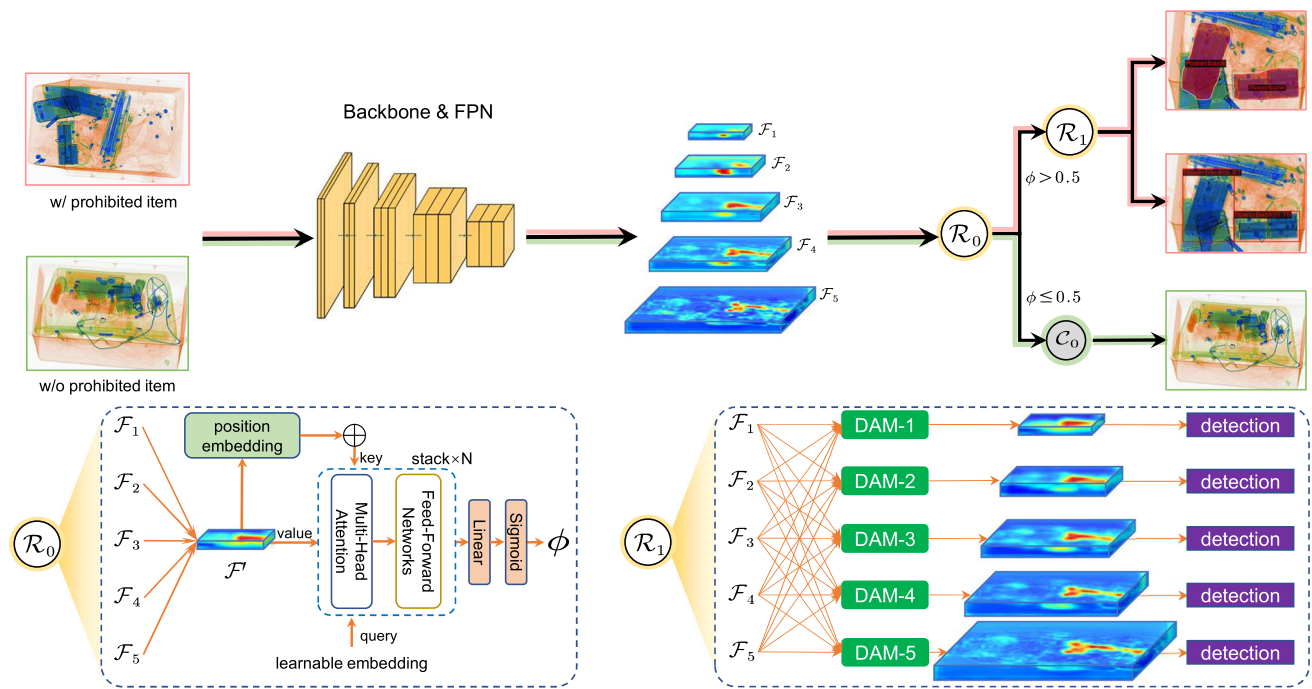 Backbone & FPN
w/ prohibited item
w/o prohibited item
ℱ₁
ℱ₂
ℱ₃
ℱ₄
ℱ₅
ℛ₀
ϕ > 0.5
ϕ ≤ 0.5
ℛ₁
𝒞₀
Powerbank
Powerbank
ℛ₀
ℱ₁
ℱ₂
ℱ₃
ℱ₄
ℱ₅
ℱ′
position
embedding
key
value
stack×N
Multi-Head
Attention
Feed-Forward
Networks
Linear
Sigmoid
ϕ
query
learnable embedding
ℛ₁
ℱ₁
ℱ₂
ℱ₃
ℱ₄
ℱ₅
DAM-1
detection
DAM-2
detection
DAM-3
detection
DAM-4
detection
DAM-5
detection